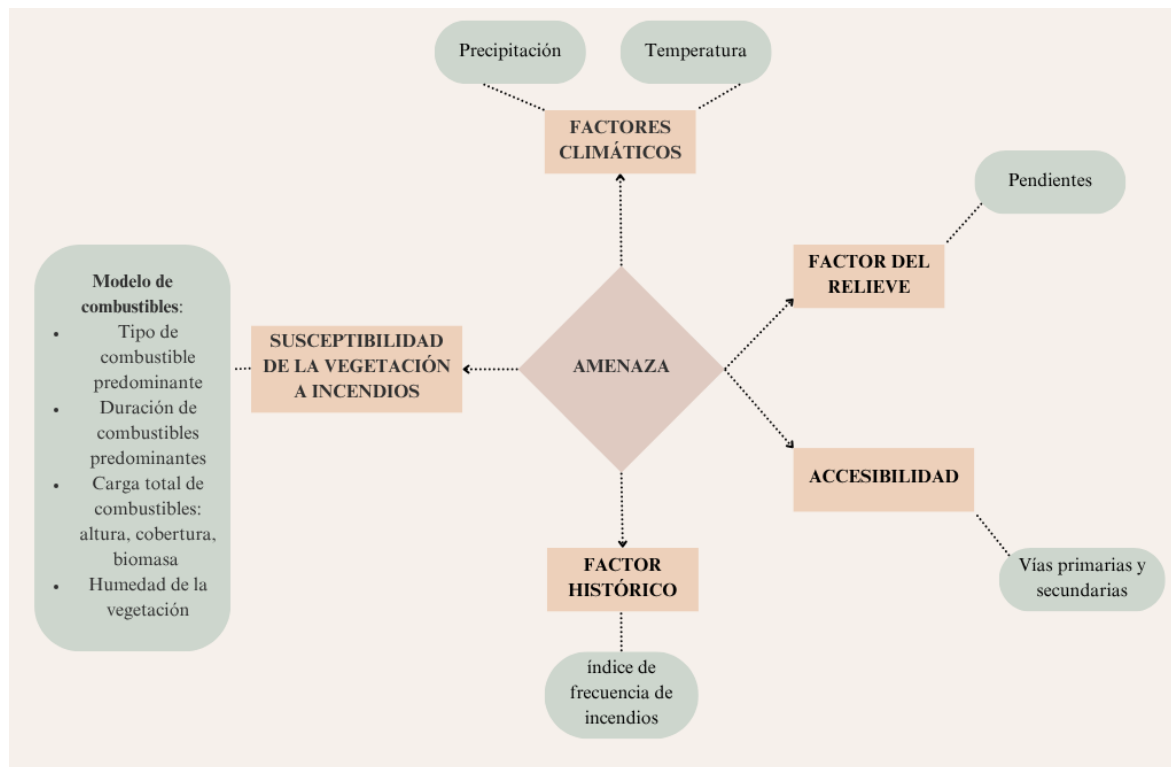 Precipitación
Temperatura
FACTORES
CLIMÁTICOS
Pendientes
FACTOR DEL
RELIEVE
Modelo de
combustibles:
• Tipo de
combustible
predominante
• Duración de
combustibles
predominantes
• Carga total de
combustibles:
altura, cobertura,
biomasa
• Humedad de la
vegetación
SUSCEPTIBILIDAD
DE LA VEGETACIÓN
A INCENDIOS
AMENAZA
ACCESIBILIDAD
Vías primarias y
secundarias
FACTOR
HISTÓRICO
índice de
frecuencia de
incendios